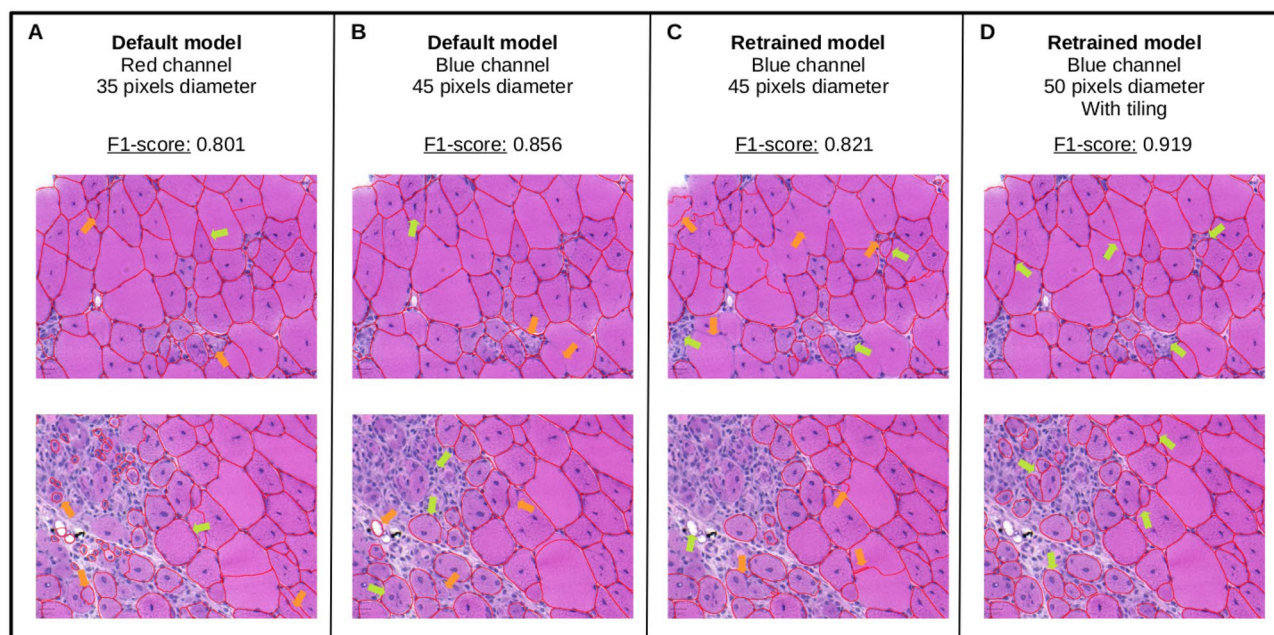 A
Default model
Red channel
35 pixels diameter
F1-score: 0.801
B
Default model
Blue channel
45 pixels diameter
F1-score: 0.856
C
Retrained model
Blue channel
45 pixels diameter
F1-score: 0.821
D
Retrained model
Blue channel
50 pixels diameter
With tiling
F1-score: 0.919